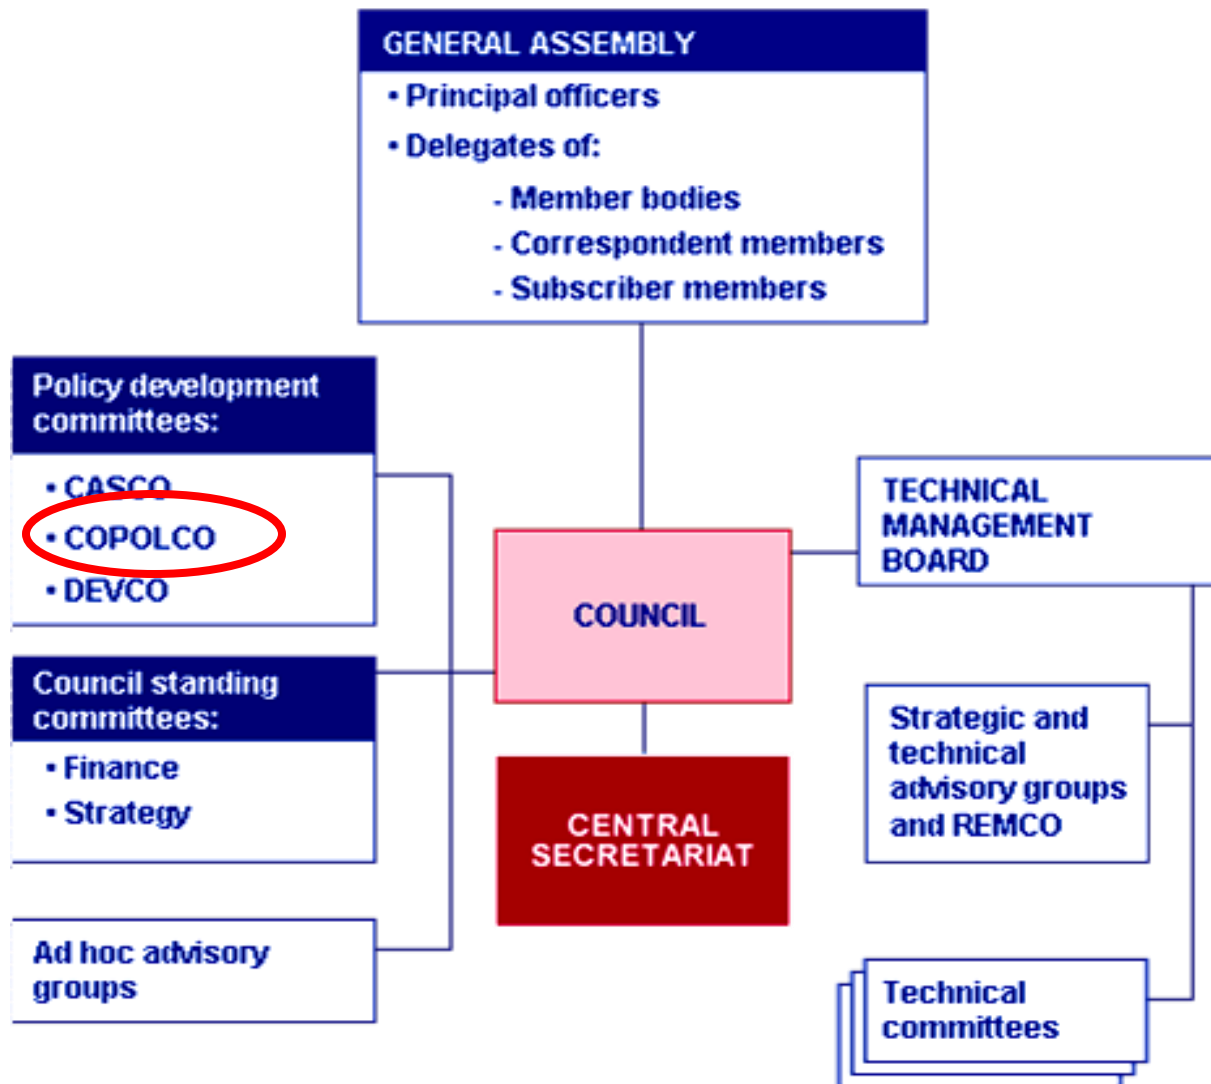 GENERAL ASSEMBLY
• Principal officers
• Delegates of:
- Member bodies
- Correspondent members
- Subscriber members
Policy development
committees:
• CASCO
• COPOLCO
• DEVCO
Council standing
committees:
• Finance
• Strategy
Ad hoc advisory
groups
COUNCIL
CENTRAL
SECRETARIAT
TECHNICAL
MANAGEMENT
BOARD
Strategic and
technical
advisory groups
and REMCO
Technical
committees